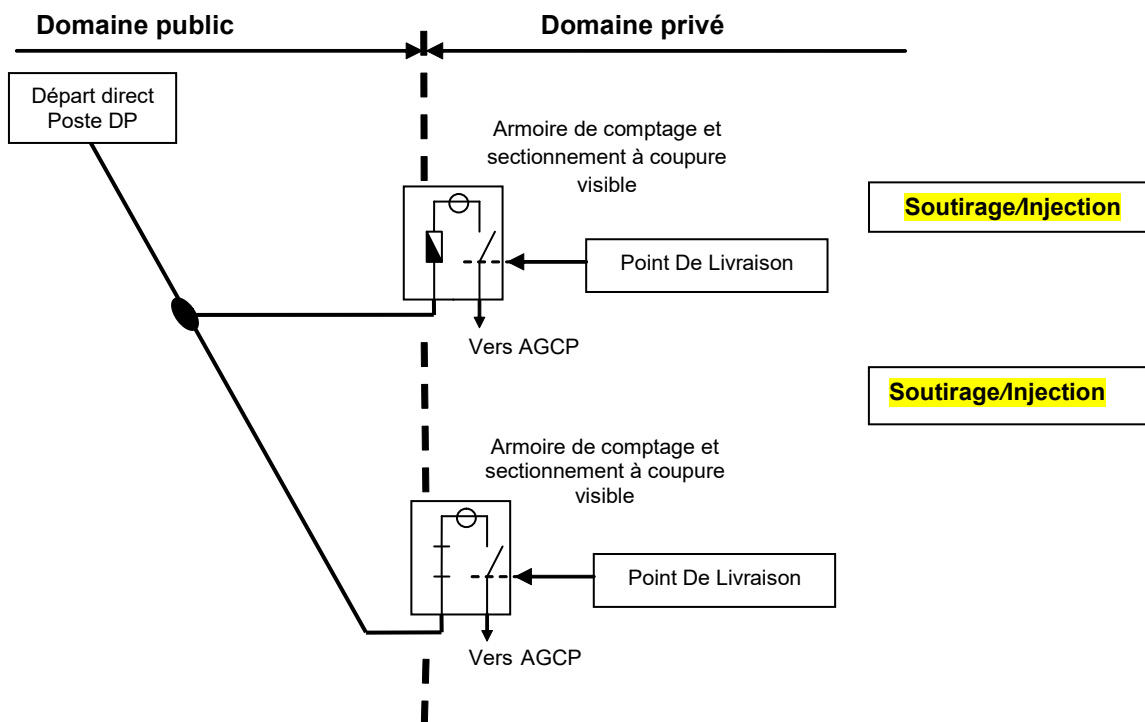 Domaine public
Domaine privé
Départ direct
Poste DP
Armoire de comptage et
sectionnement à coupure
visible
Soutirage/Injection
Point De Livraison
Vers AGCP
Soutirage/Injection
Armoire de comptage et
sectionnement à coupure
visible
Point De Livraison
Vers AGCP